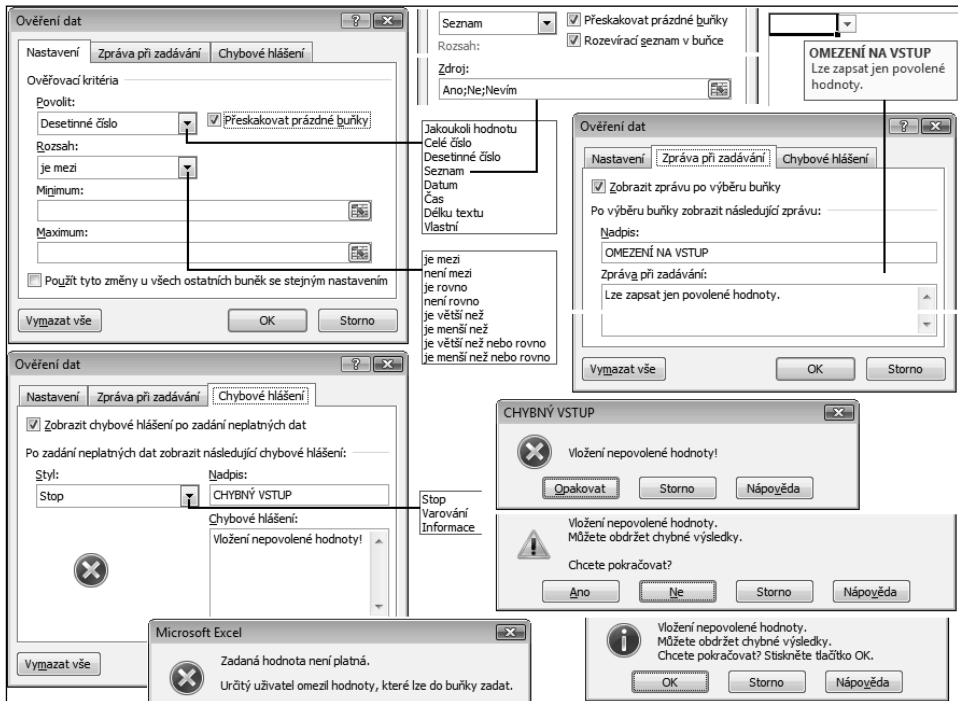 Ověření dat
Nastavení
Zpráva při zadávání
Chybové hlášení
Ověřovací kritéria
Povolit:
Desetinné číslo
Přeskakovat prázdné buňky
Rozsah:
je mezi
Minimum:
Maximum:
Použít tyto změny u všech ostatních buněk se stejným nastavením
Vymazat vše
OK
Storno
Seznam
Přeskakovat prázdné buňky
Rozsah:
Rozevírací seznam v buňce
Zdroj:
Ano;Ne;Nevím
OMEZENÍ NA VSTUP
Lze zapsat jen povolené
hodnoty.
Jakoukoli hodnotu
Celé číslo
Desetinné číslo
Seznam
Datum
Čas
Délku textu
Vlastní
je mezi
není mezi
je rovno
není rovno
je větší než
je menší než
je větší než nebo rovno
je menší než nebo rovno
Ověření dat
Nastavení
Zpráva při zadávání
Chybové hlášení
Zobrazit zprávu po výběru buňky
Po výběru buňky zobrazit následující zprávu:
Nadpis:
OMEZENÍ NA VSTUP
Zpráva při zadávání:
Lze zapsat jen povolené hodnoty.
Vymazat vše
OK
Storno
Ověření dat
Nastavení
Zpráva při zadávání
Chybové hlášení
Zobrazit chybové hlášení po zadání neplatných dat
Po zadání neplatných dat zobrazit následující chybové hlášení:
Styl:
Stop
Nadpis:
CHYBNÝ VSTUP
Chybové hlášení:
Vložení nepovolené hodnoty!
Vymazat vše
Stop
Varování
Informace
CHYBNÝ VSTUP
Vložení nepovolené hodnoty!
Opakovat
Storno
Nápověda
Vložení nepovolené hodnoty.
Můžete obdržet chybné výsledky.
Chcete pokračovat?
Ano
Ne
Storno
Nápověda
Microsoft Excel
Zadaná hodnota není platná.
Určitý uživatel omezil hodnoty, které lze do buňky zadat.
Vložení nepovolené hodnoty.
Můžete obdržet chybné výsledky.
Chcete pokračovat? Stiskněte tlačítko OK.
OK
Storno
Nápověda